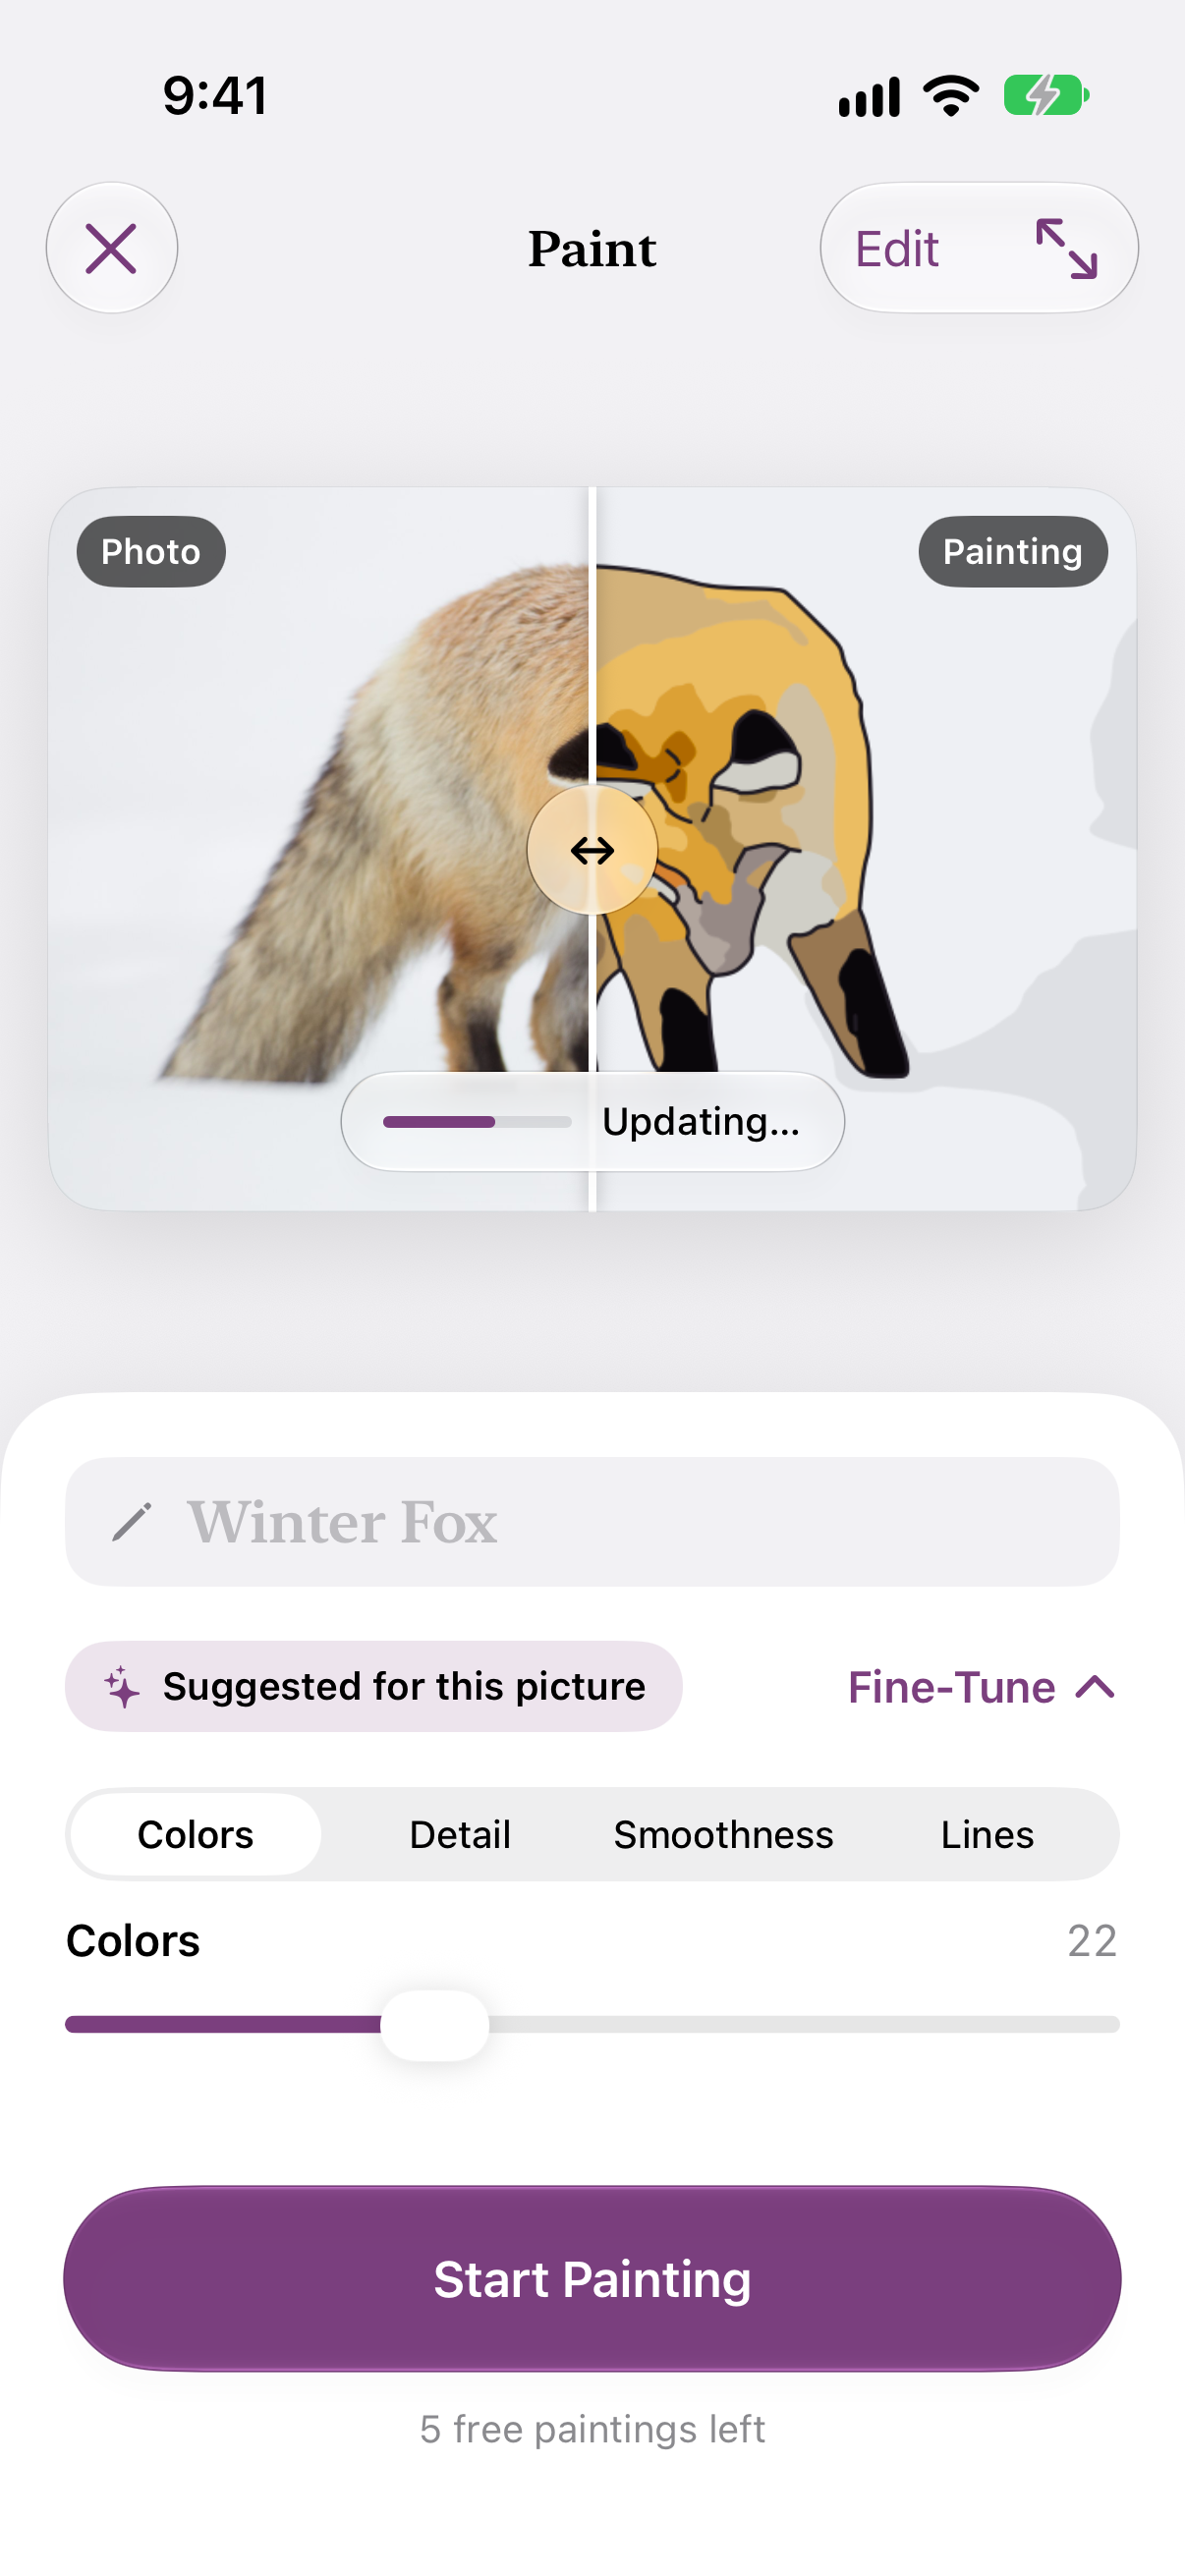 9:41
Paint
Edit
Photo
Painting
Updating...
Winter Fox
Suggested for this picture
Fine-Tune
Colors Detail Smoothness Lines
Colors 22
Start Painting
5 free paintings left